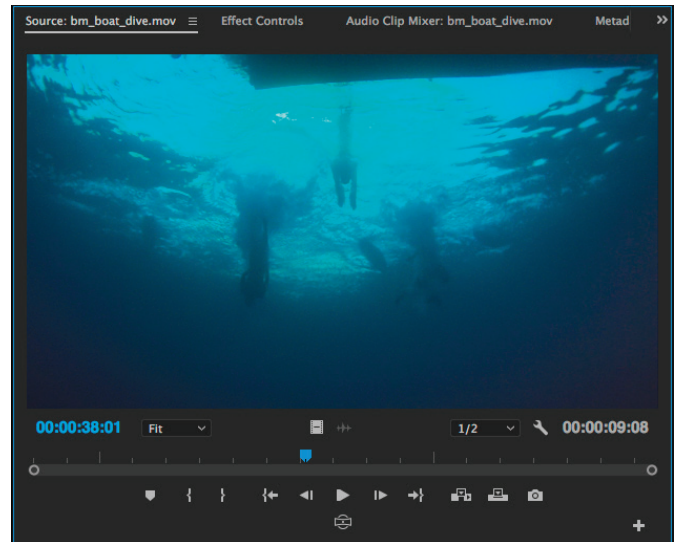 Source: bm_boat_dive.mov Effect Controls Audio Clip Mixer: bm_boat_dive.mov Metad
00:00:38:01 Fit 1/2 00:00:09:08